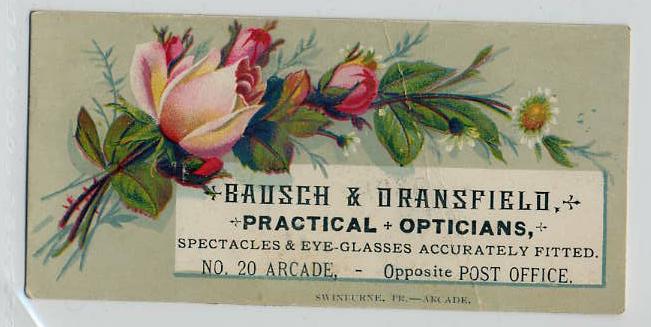 BAUSCH & DRANSFIELD,
PRACTICAL + OPTICIANS,
SPECTACLES & EYE-GLASSES ACCURATELY FITTED.
NO. 20 ARCADE, - Opposite POST OFFICE.
SWINBURNE, PR.—ARCADE.